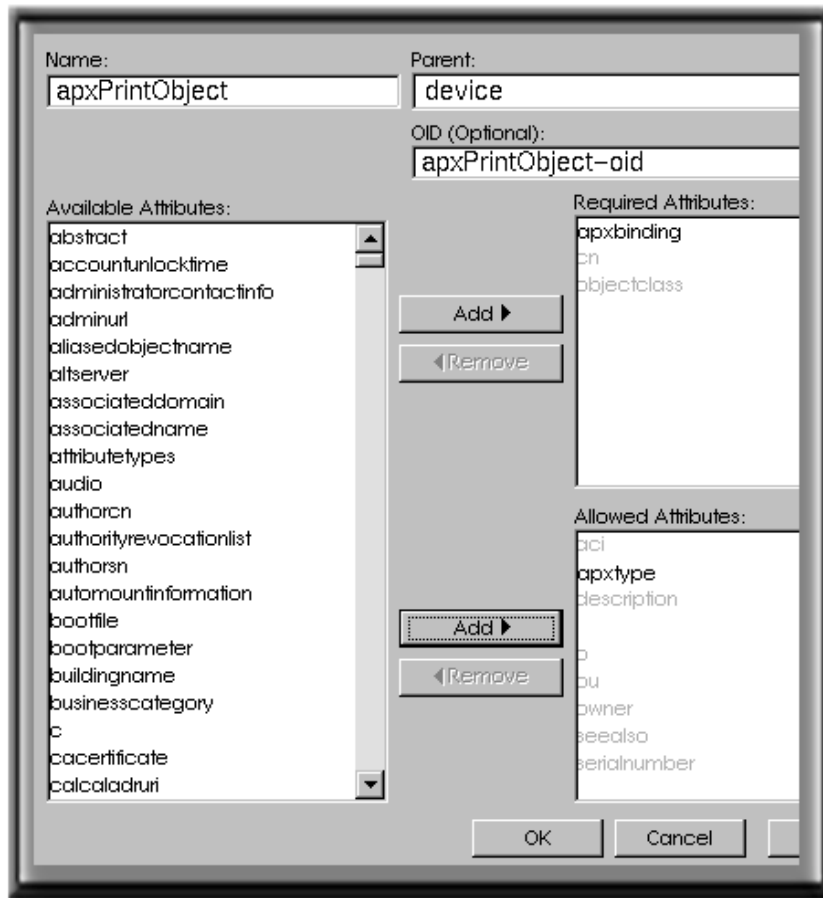 Name:
apxPrintObject
Parent:
device
OID (Optional):
apxPrintObject-oid
Available Attributes:
abstract
accountunlocktime
administratorcontactinfo
adminurl
aliasedobjectname
altserver
associateddomain
associatedname
attributetypes
audio
authorcn
authorityrevocationlist
authorsn
automountinformation
bootfile
bootparameter
buildingname
businesscategory
c
cacertificate
calcaladruri
Add
Remove
Required Attributes:
apxbinding
cn
objectclass
Add
Remove
Allowed Attributes:
aci
apxtype
description
o
ou
owner
seealso
serialnumber
OK
Cancel